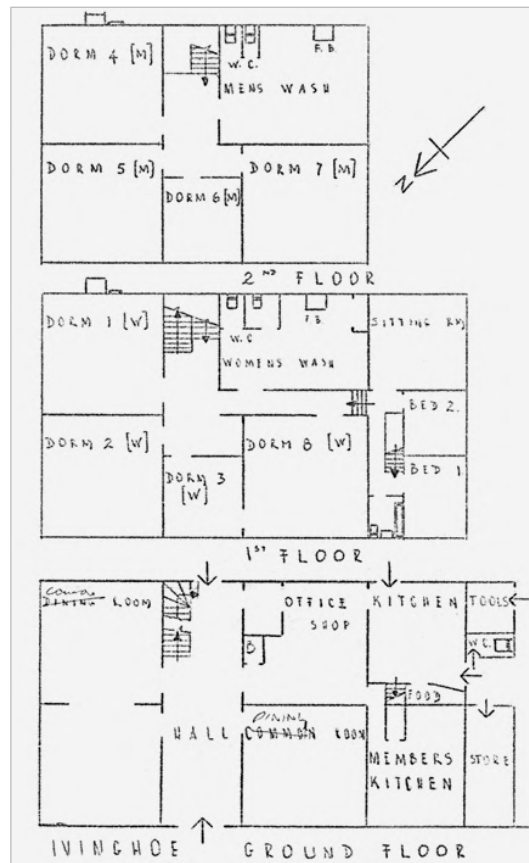 DORM 4 [M]
W.C.
F.B.
MENS WASH
DORM 5 [M]
DORM 6 [M]
DORM 7 [M]
N
2ND FLOOR
DORM 1 [W]
W.C
F.B.
WOMENS WASH
SITTING RM
BED 2.
DORM 2 [W]
DORM 3
[W]
DORM 8 [W]
BED 1
1ST FLOOR
DINING ROOM
OFFICE
SHOP
B
KITCHEN
TOOLS
W.C.
FOOD
HALL
DINING
COMMON ROOM
MEMBERS
KITCHEN
STORE
IVINGHOE GROUND FLOOR